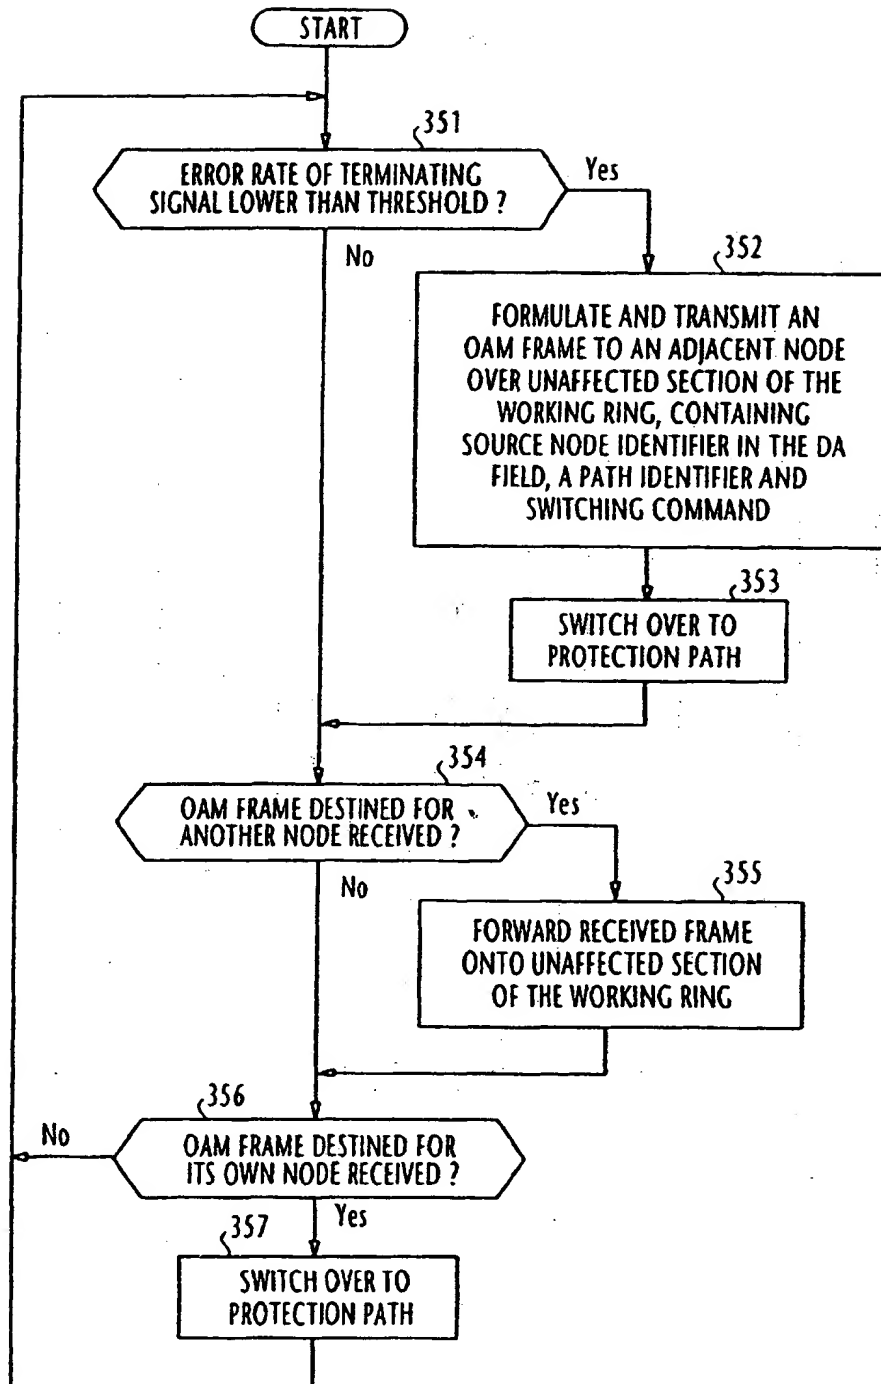 START
351
ERROR RATE OF TERMINATING
SIGNAL LOWER THAN THRESHOLD ?
Yes
No
352
FORMULATE AND TRANSMIT AN
OAM FRAME TO AN ADJACENT NODE
OVER UNAFFECTED SECTION OF THE
WORKING RING, CONTAINING
SOURCE NODE IDENTIFIER IN THE DA
FIELD, A PATH IDENTIFIER AND
SWITCHING COMMAND
353
SWITCH OVER TO
PROTECTION PATH
354
OAM FRAME DESTINED FOR
ANOTHER NODE RECEIVED ?
Yes
No
355
FORWARD RECEIVED FRAME
ONTO UNAFFECTED SECTION
OF THE WORKING RING
356
No
OAM FRAME DESTINED FOR
ITS OWN NODE RECEIVED ?
Yes
357
SWITCH OVER TO
PROTECTION PATH